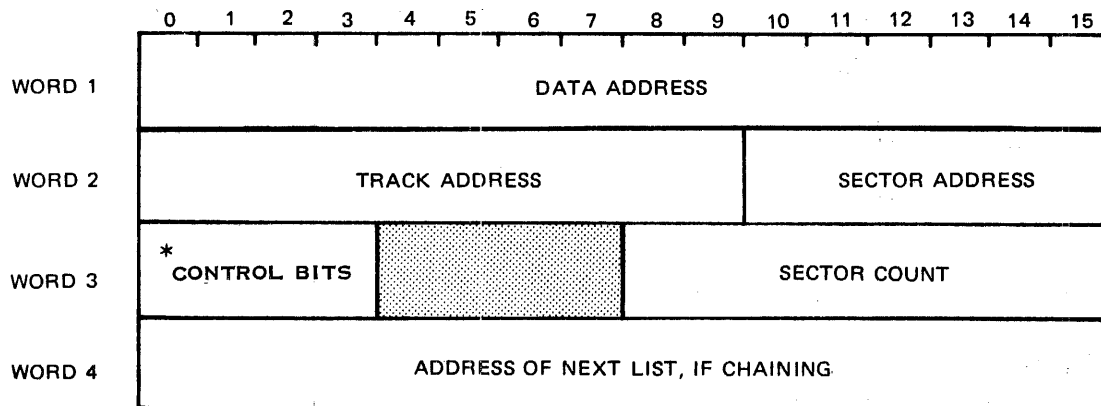 0 1 2 3 4 5 6 7 8 9 10 11 12 13 14 15
WORD 1 DATA ADDRESS
WORD 2 TRACK ADDRESS SECTOR ADDRESS
WORD 3 * CONTROL BITS SECTOR COUNT
WORD 4 ADDRESS OF NEXT LIST, IF CHAINING